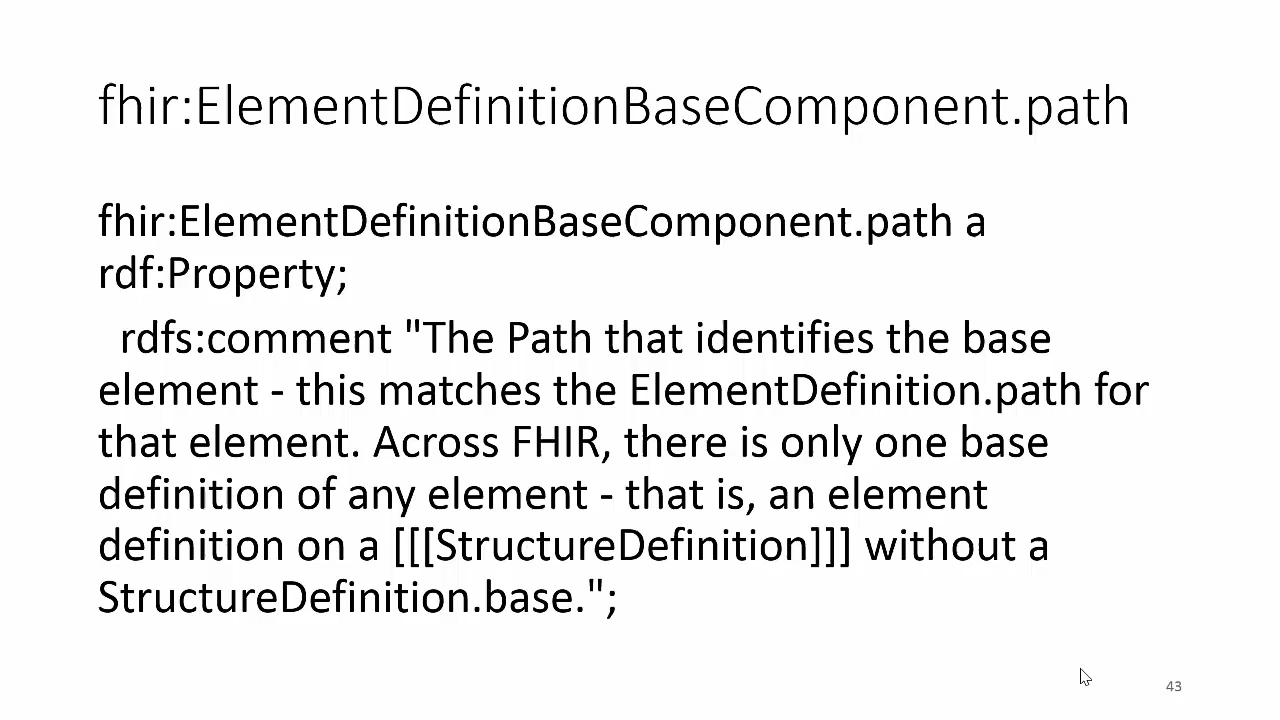 fhir:ElementDefinitionBaseComponent.path
fhir:ElementDefinitionBaseComponent.path a
rdf:Property;
rdfs:comment "The Path that identifies the base
element - this matches the ElementDefinition.path for
that element. Across FHIR, there is only one base
definition of any element - that is, an element
definition on a [[[StructureDefinition]]] without a
StructureDefinition.base.";
43